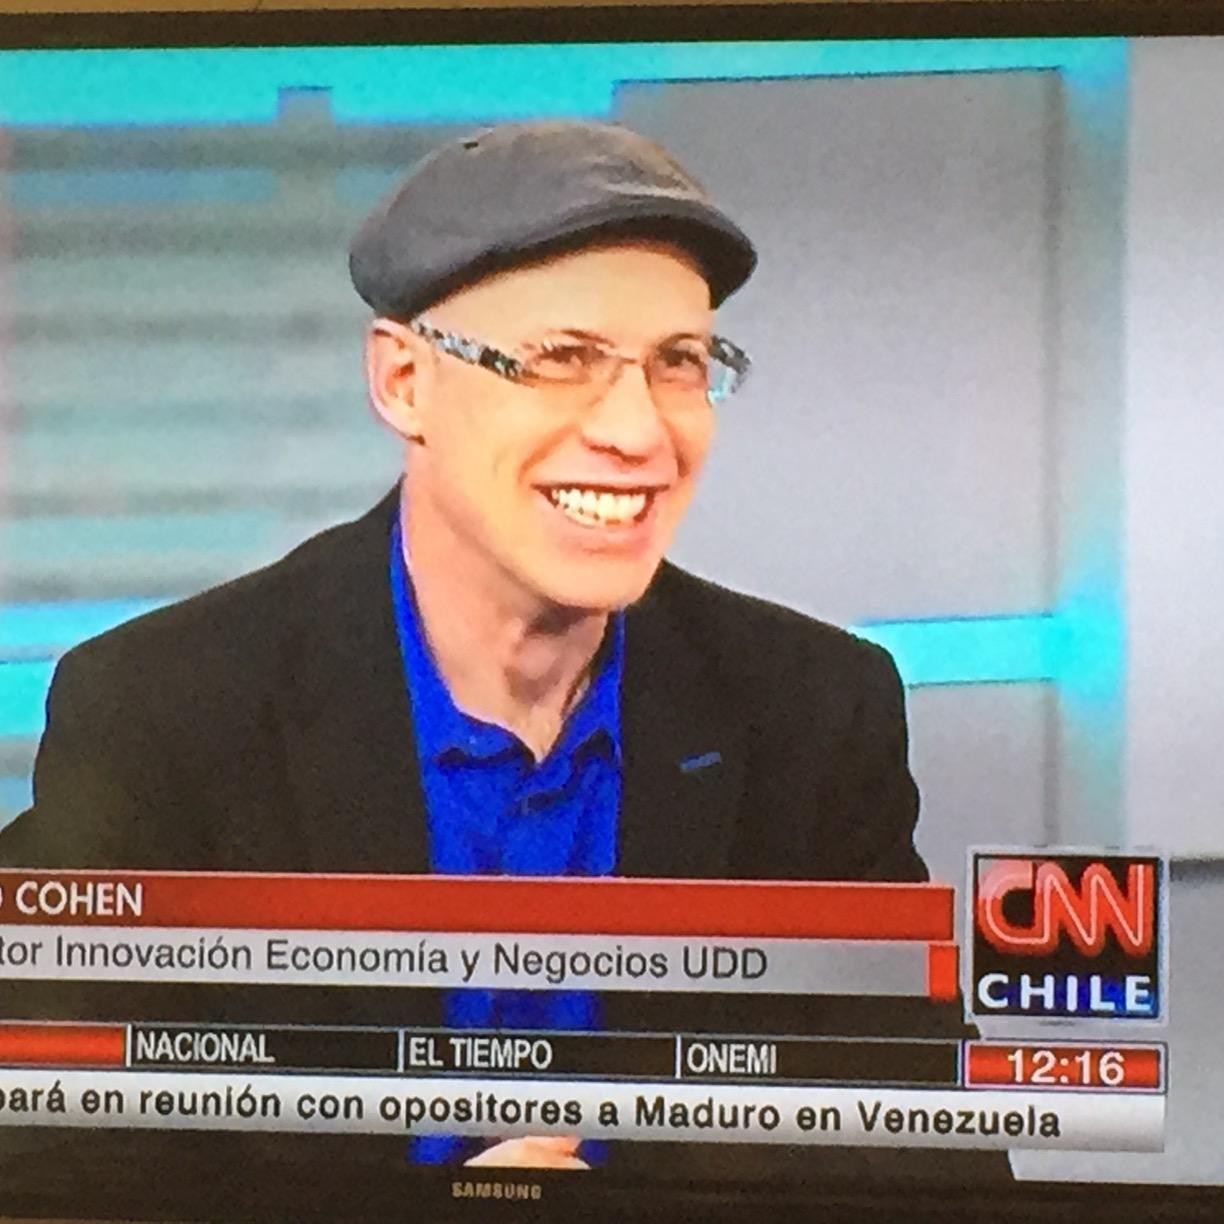 COHEN
tor Innovación Economía y Negocios UDD
CNN
CHILE
NACIONAL
EL TIEMPO
ONEMI
12:16
pará en reunión con opositores a Maduro en Venezuela
SAMSUNG